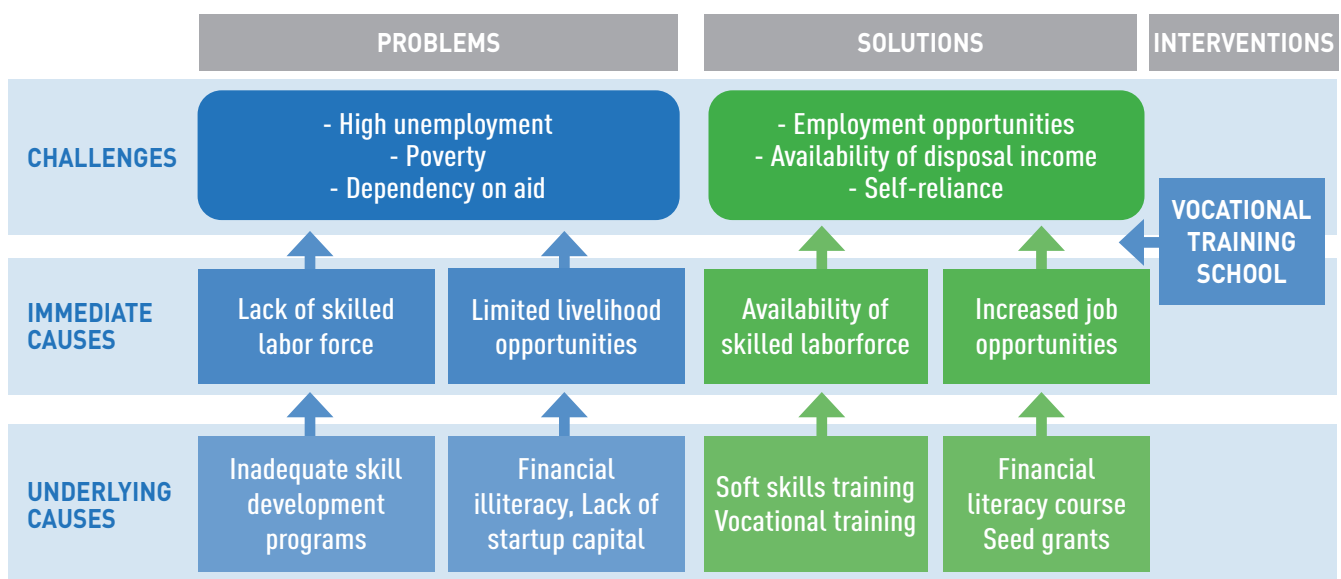 PROBLEMS
SOLUTIONS
INTERVENTIONS
CHALLENGES
- High unemployment
- Poverty
- Dependency on aid
- Employment opportunities
- Availability of disposal income
- Self-reliance
VOCATIONAL
TRAINING
SCHOOL
IMMEDIATE
CAUSES
Lack of skilled
labor force
Limited livelihood
opportunities
Availability of
skilled laborforce
Increased job
opportunities
UNDERLYING
CAUSES
Inadequate skill
development
programs
Financial
illiteracy, Lack of
startup capital
Soft skills training
Vocational training
Financial
literacy course
Seed grants